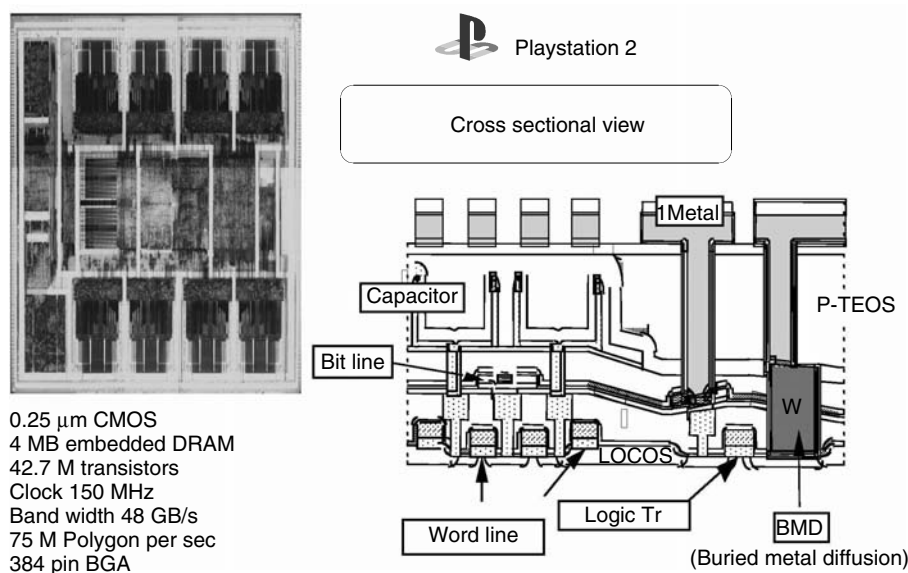 Playstation 2
Cross sectional view
1Metal
Capacitor
P-TEOS
Bit line
W
LOCOS
Word line
Logic Tr
BMD
(Buried metal diffusion)
0.25 μm CMOS
4 MB embedded DRAM
42.7 M transistors
Clock 150 MHz
Band width 48 GB/s
75 M Polygon per sec
384 pin BGA